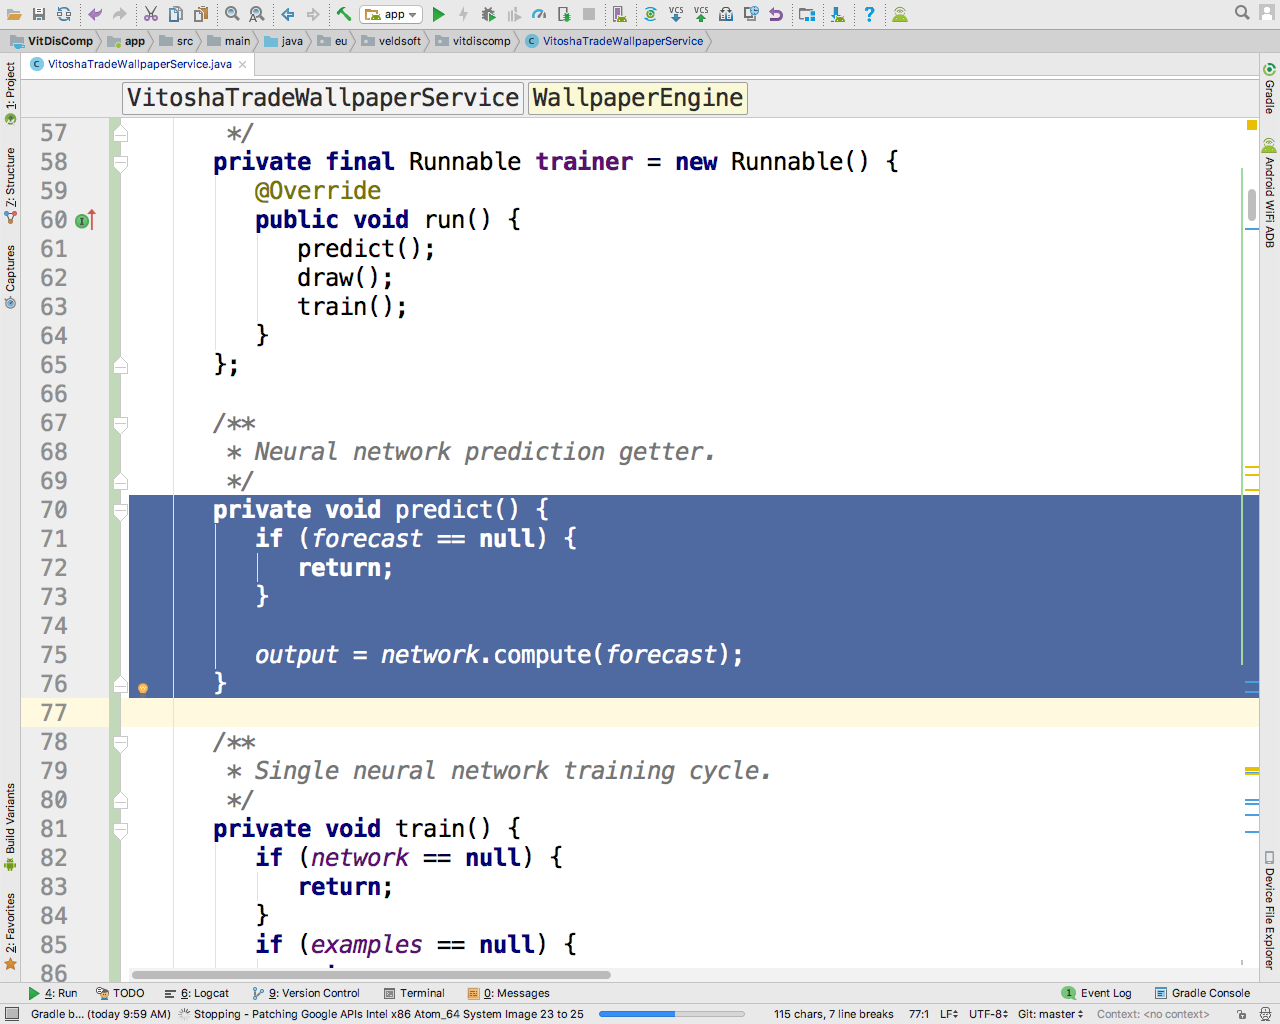 app
VitDisComp app src main java eu veldsoft vitdiscomp VitoshaTradeWallpaperService
VitoshaTradeWallpaperService.java
VitoshaTradeWallpaperService WallpaperEngine
57 */
58 private final Runnable trainer = new Runnable() {
59 @Override
60 public void run() {
61 predict();
62 draw();
63 train();
64 }
65 };
66
67 /**
68 * Neural network prediction getter.
69 */
70 private void predict() {
71 if (forecast == null) {
72 return;
73 }
74
75 output = network.compute(forecast);
76 }
77
78 /**
79 * Single neural network training cycle.
80 */
81 private void train() {
82 if (network == null) {
83 return;
84 }
85 if (examples == null) {
86
1: Project
7: Structure
Captures
Build Variants
2: Favorites
Gradle
Android WiFi ADB
Device File Explorer
4: Run TODO 6: Logcat 9: Version Control Terminal 0: Messages 1 Event Log Gradle Console
Gradle b... (today 9:59 AM) Stopping - Patching Google APIs Intel x86 Atom_64 System Image 23 to 25 115 chars, 7 line breaks 77:1 LF UTF-8 Git: master Context: <no context>
VCS VCS